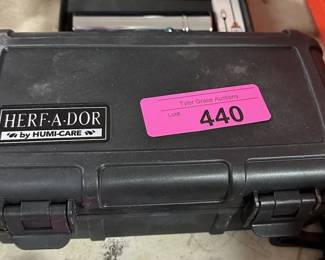 HERF-A-DOR
by HUMI-CARE
Tyler Grace Auctions
Lot#:
440